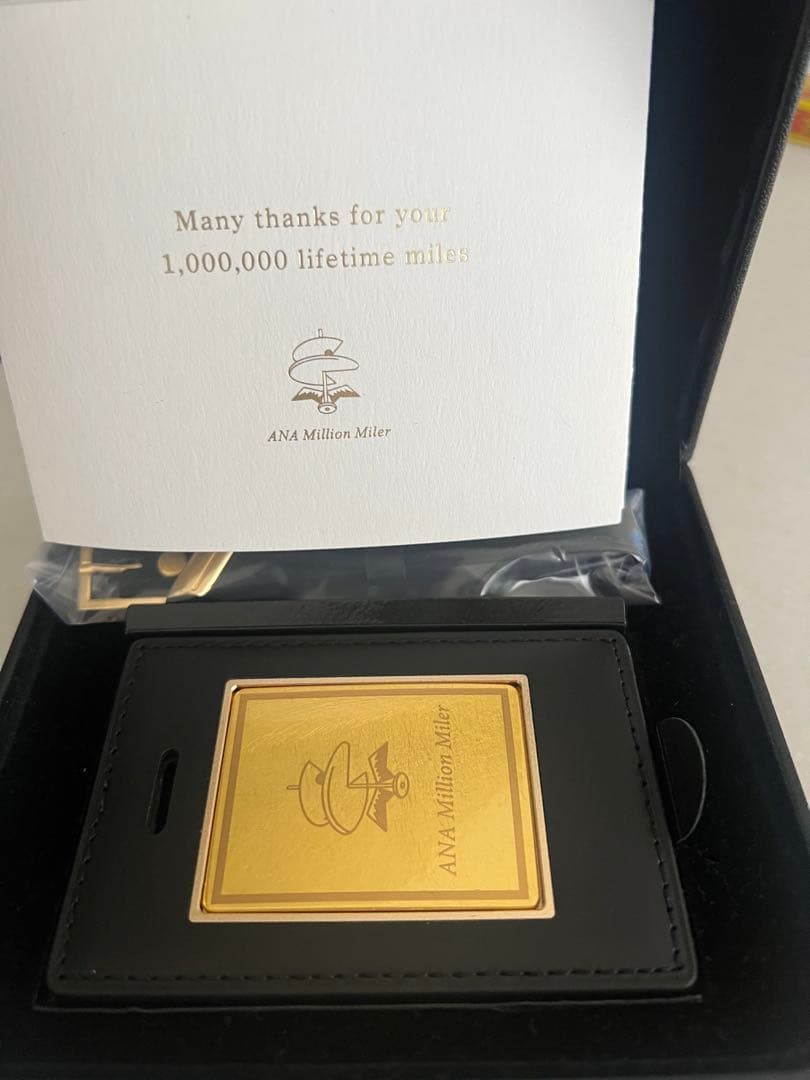 Many thanks for your
1,000,000 lifetime miles
ANA Million Miler
ANA Million Miler